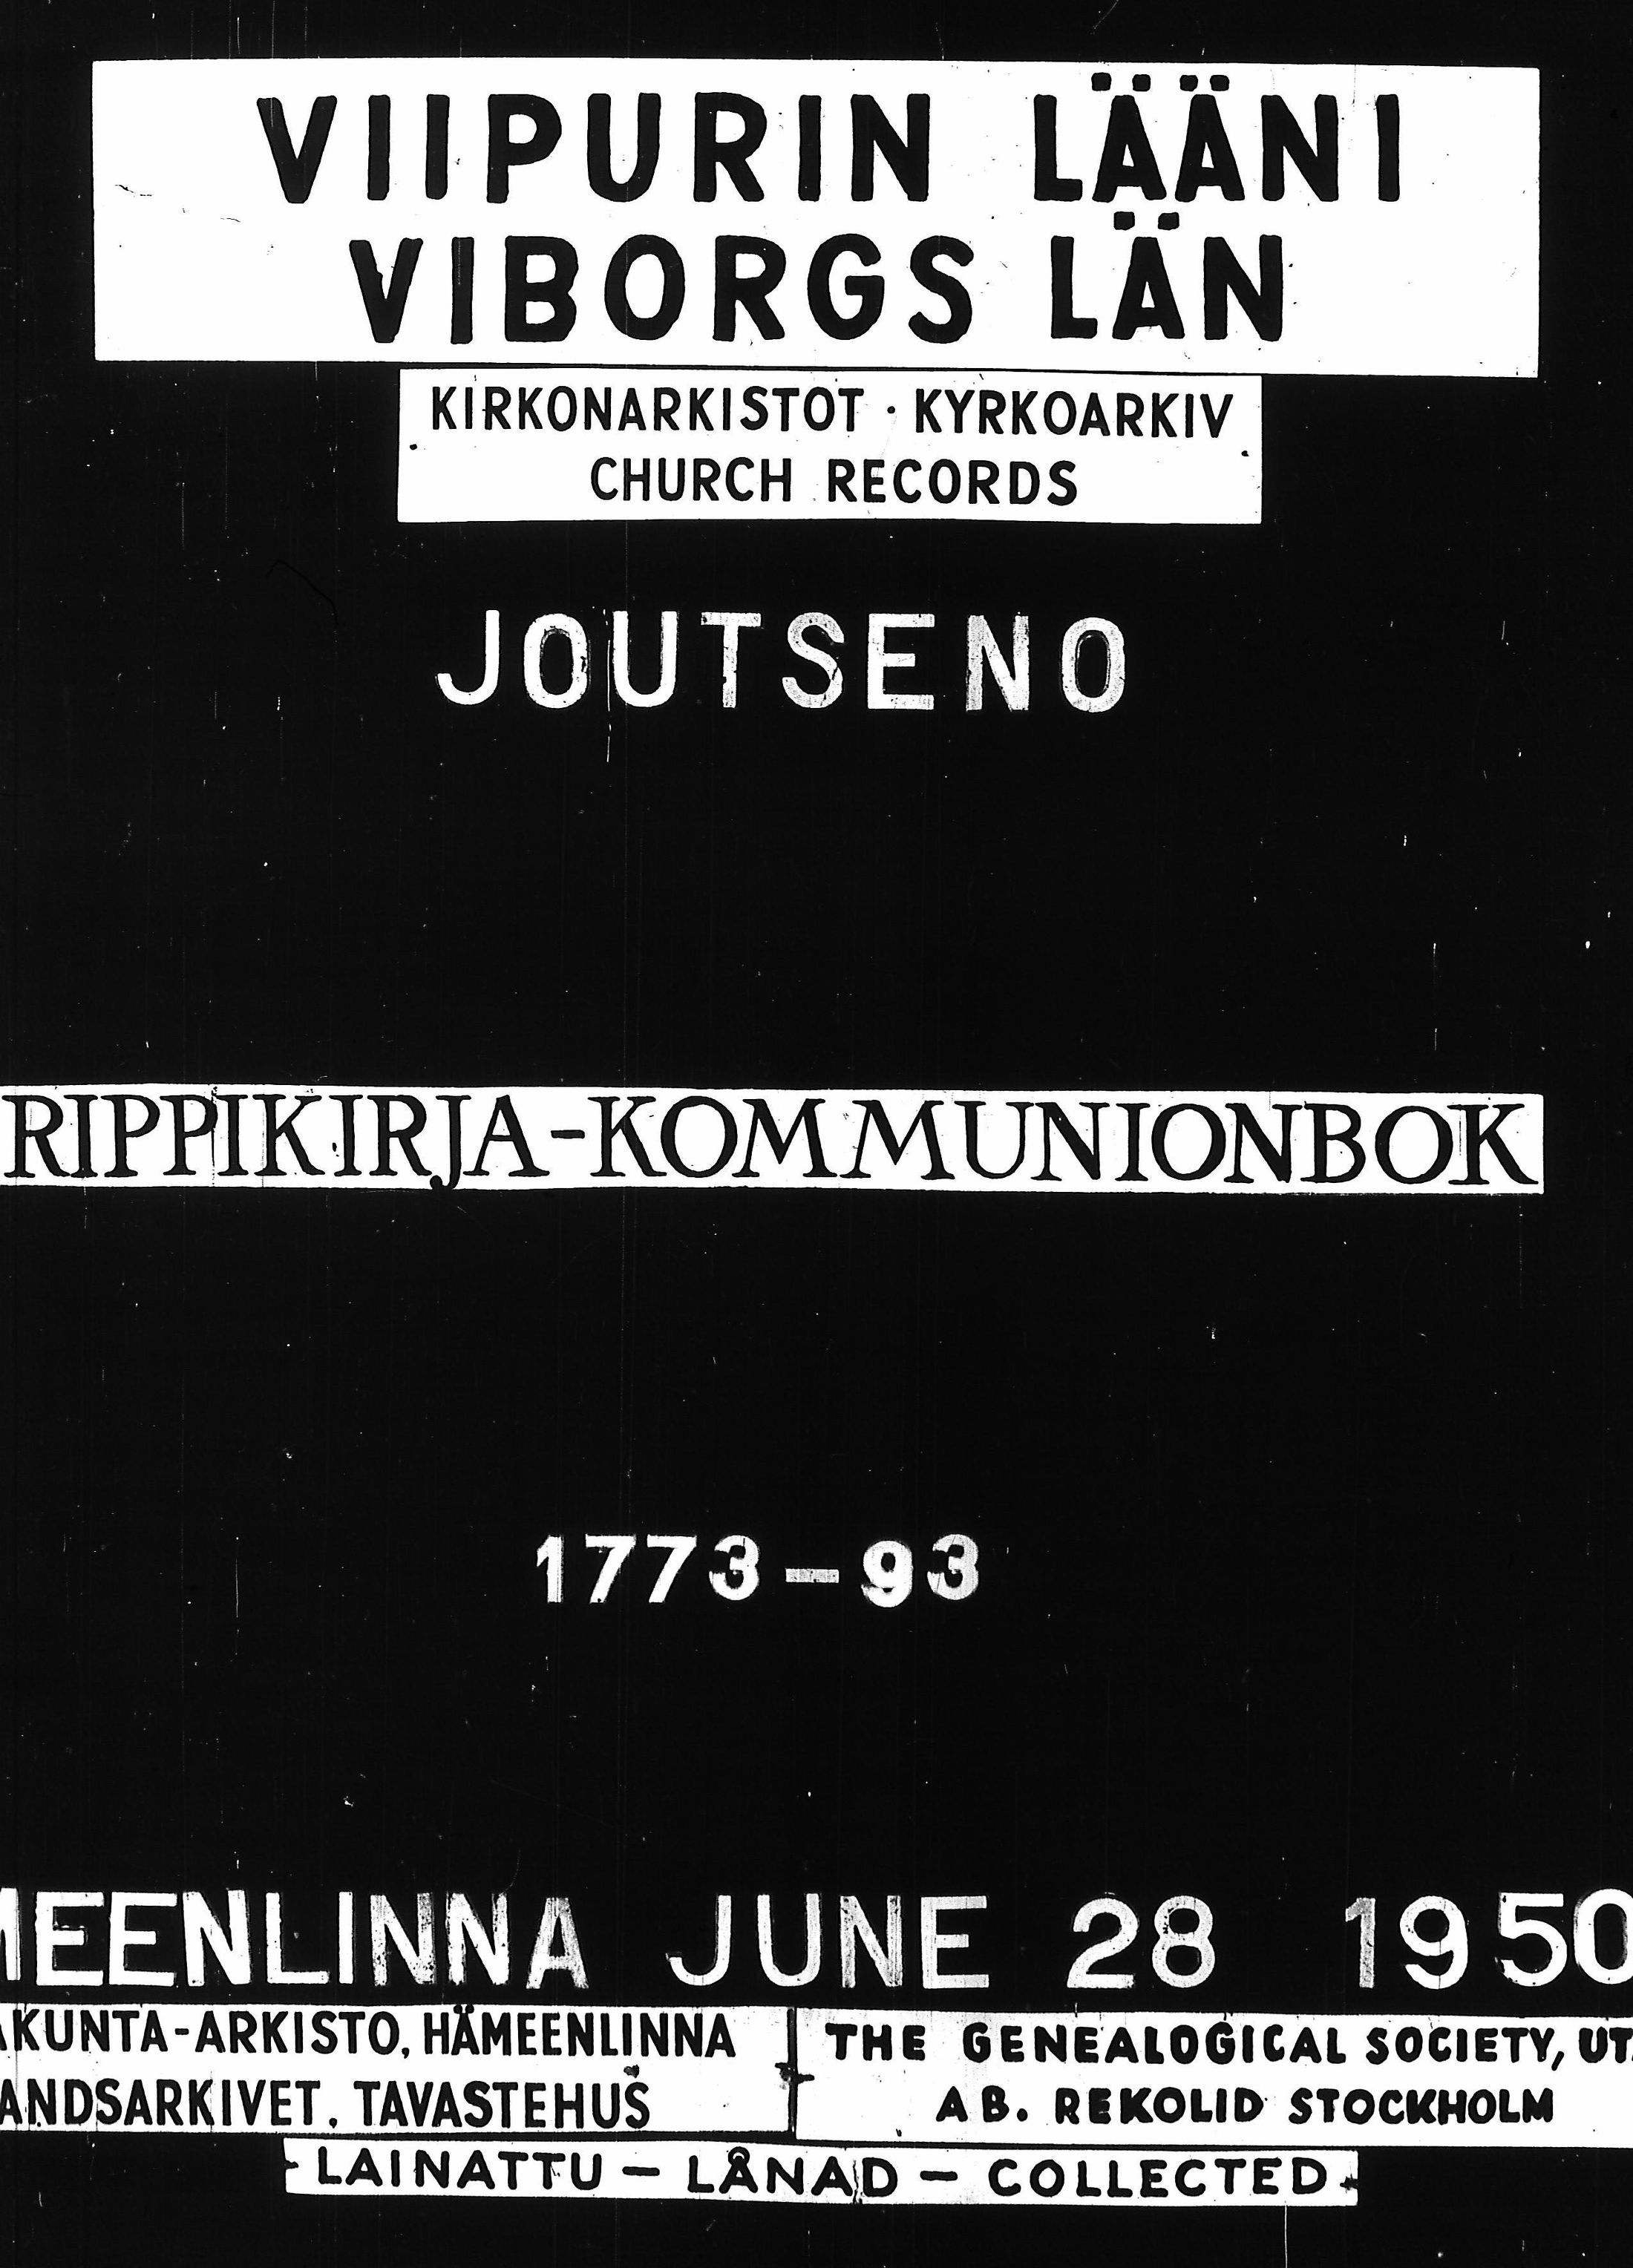 VIIPURIN LÄÄNI
VIBORGS LÄN
KIRKONARKISTOT · KYRKOARKIV
CHURCH RECORDS
JOUTSENO
RIPPIKIRJA-KOMMUNIONBOK
1773-93
MEENLINNA JUNE 28 1950
AKUNTA-ARKISTO, HÄMEENLINNA
ANDSARKIVET, TAVASTEHUS
THE GENEALOGICAL SOCIETY, UT
AB. REKOLID STOCKHOLM
LAINATTU - LÅNAD - COLLECTED